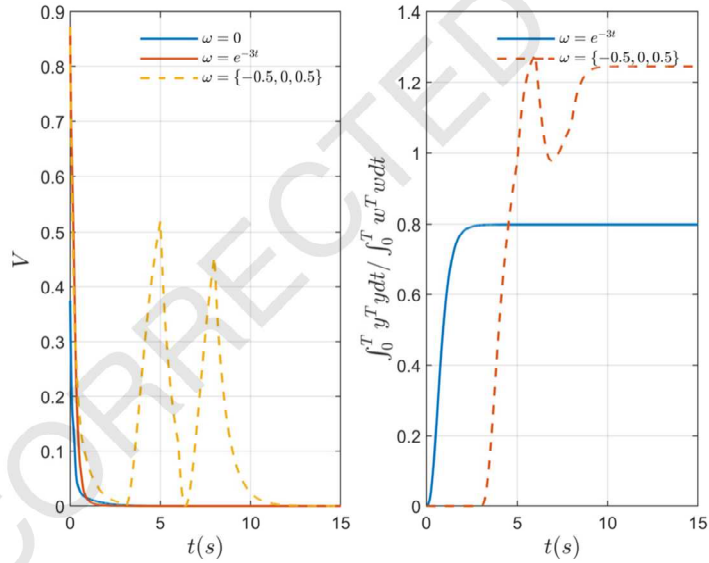 ω = 0
ω = e^{-3t}
ω = {−0.5, 0, 0.5}
0.9
0.8
0.7
0.6
0.5
0.4
0.3
0.2
0.1
0
V
0 5 10 15
t(s)
ω = e^{-3t}
ω = {−0.5, 0, 0.5}
1.4
1.2
1
0.8
0.6
0.4
0.2
0
∫_0^T y^T ydt / ∫_0^T w^T wdt
0 5 10 15
t(s)
CORRECTED